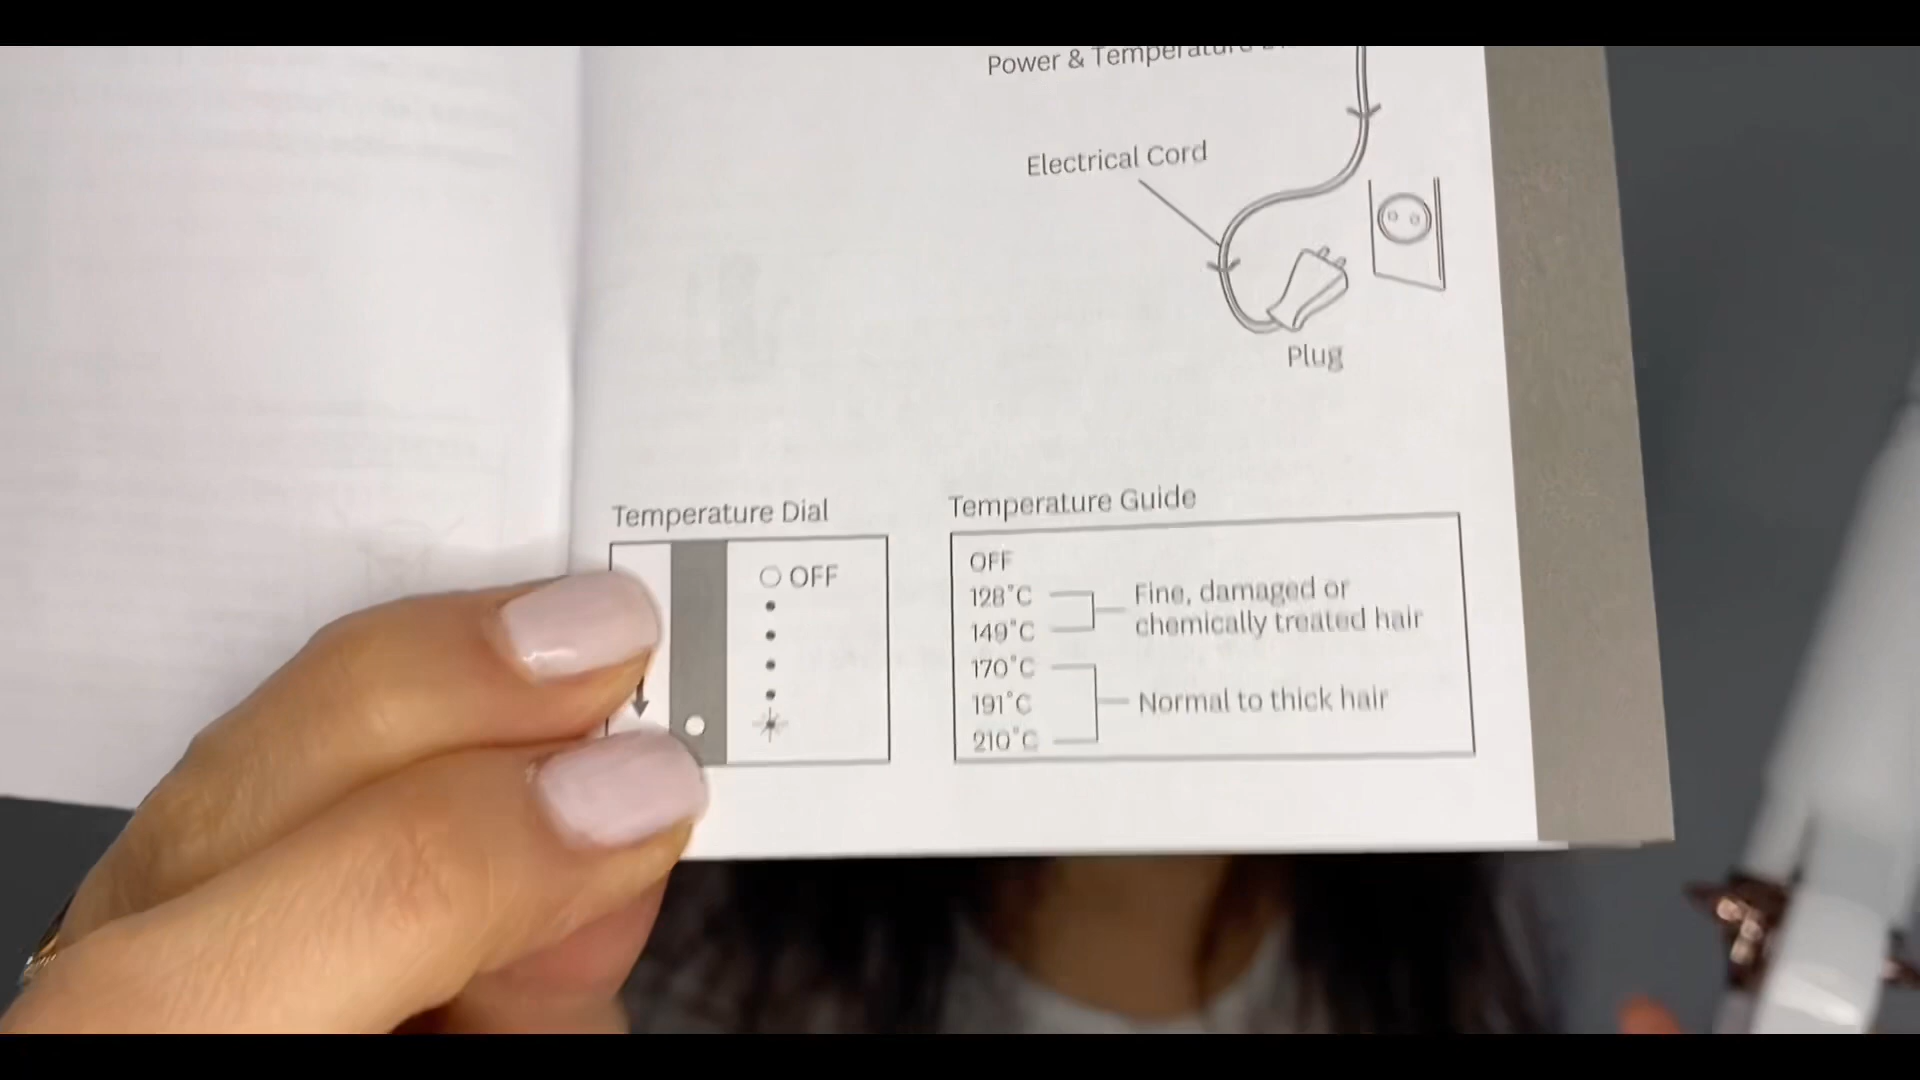 Power & Temperature
Electrical Cord
Plug
Temperature Dial
OFF
Temperature Guide
OFF
128°C
149°C
Fine, damaged or
chemically treated hair
170°C
191°C
210°C
Normal to thick hair